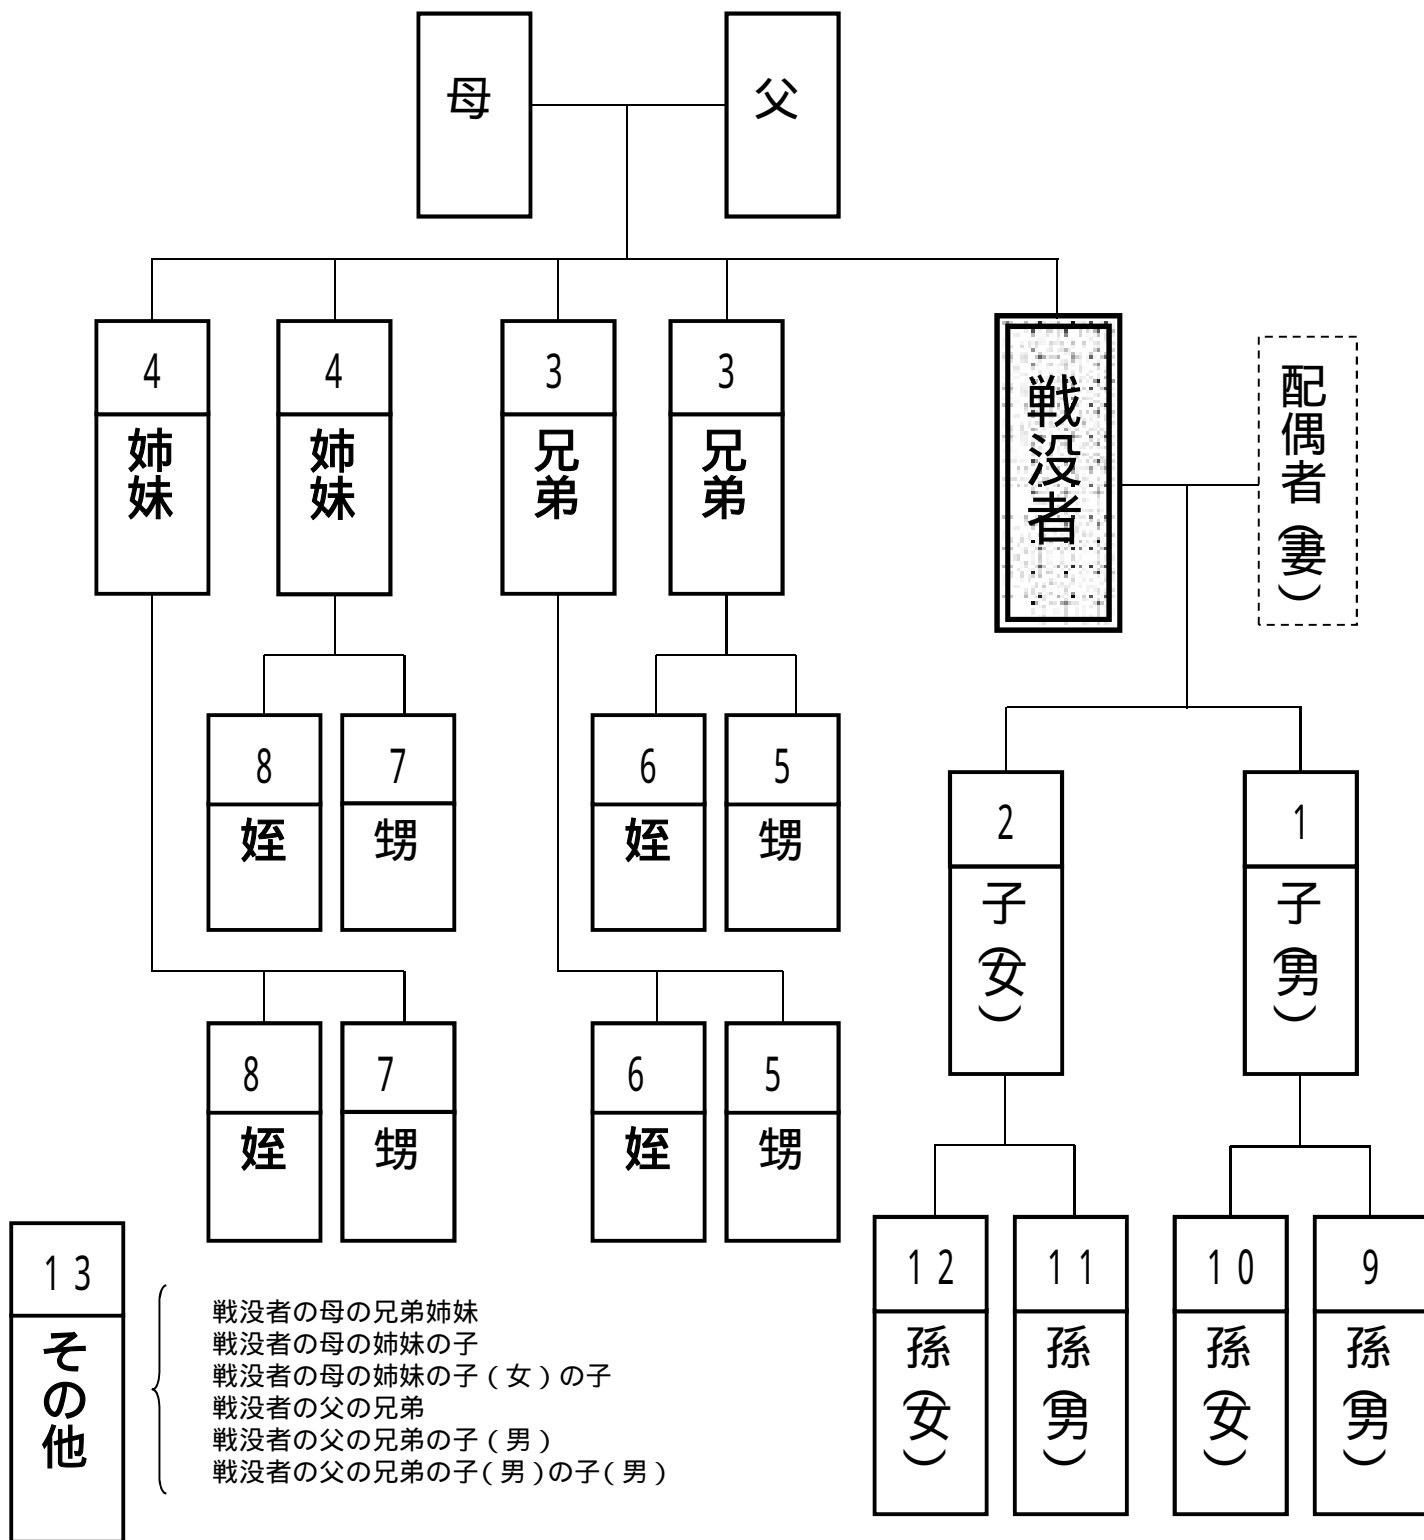 母
父
4
姉妹
4
姉妹
3
兄弟
3
兄弟
戦没者
配偶者(妻)
8
姪
7
甥
6
姪
5
甥
2
子(女)
1
子(男)
8
姪
7
甥
6
姪
5
甥
12
孫(女)
11
孫(男)
10
孫(女)
9
孫(男)
13
その他
戦没者の母の兄弟姉妹
戦没者の母の姉妹の子
戦没者の母の姉妹の子(女)の子
戦没者の父の兄弟
戦没者の父の兄弟の子(男)
戦没者の父の兄弟の子(男)の子(男)